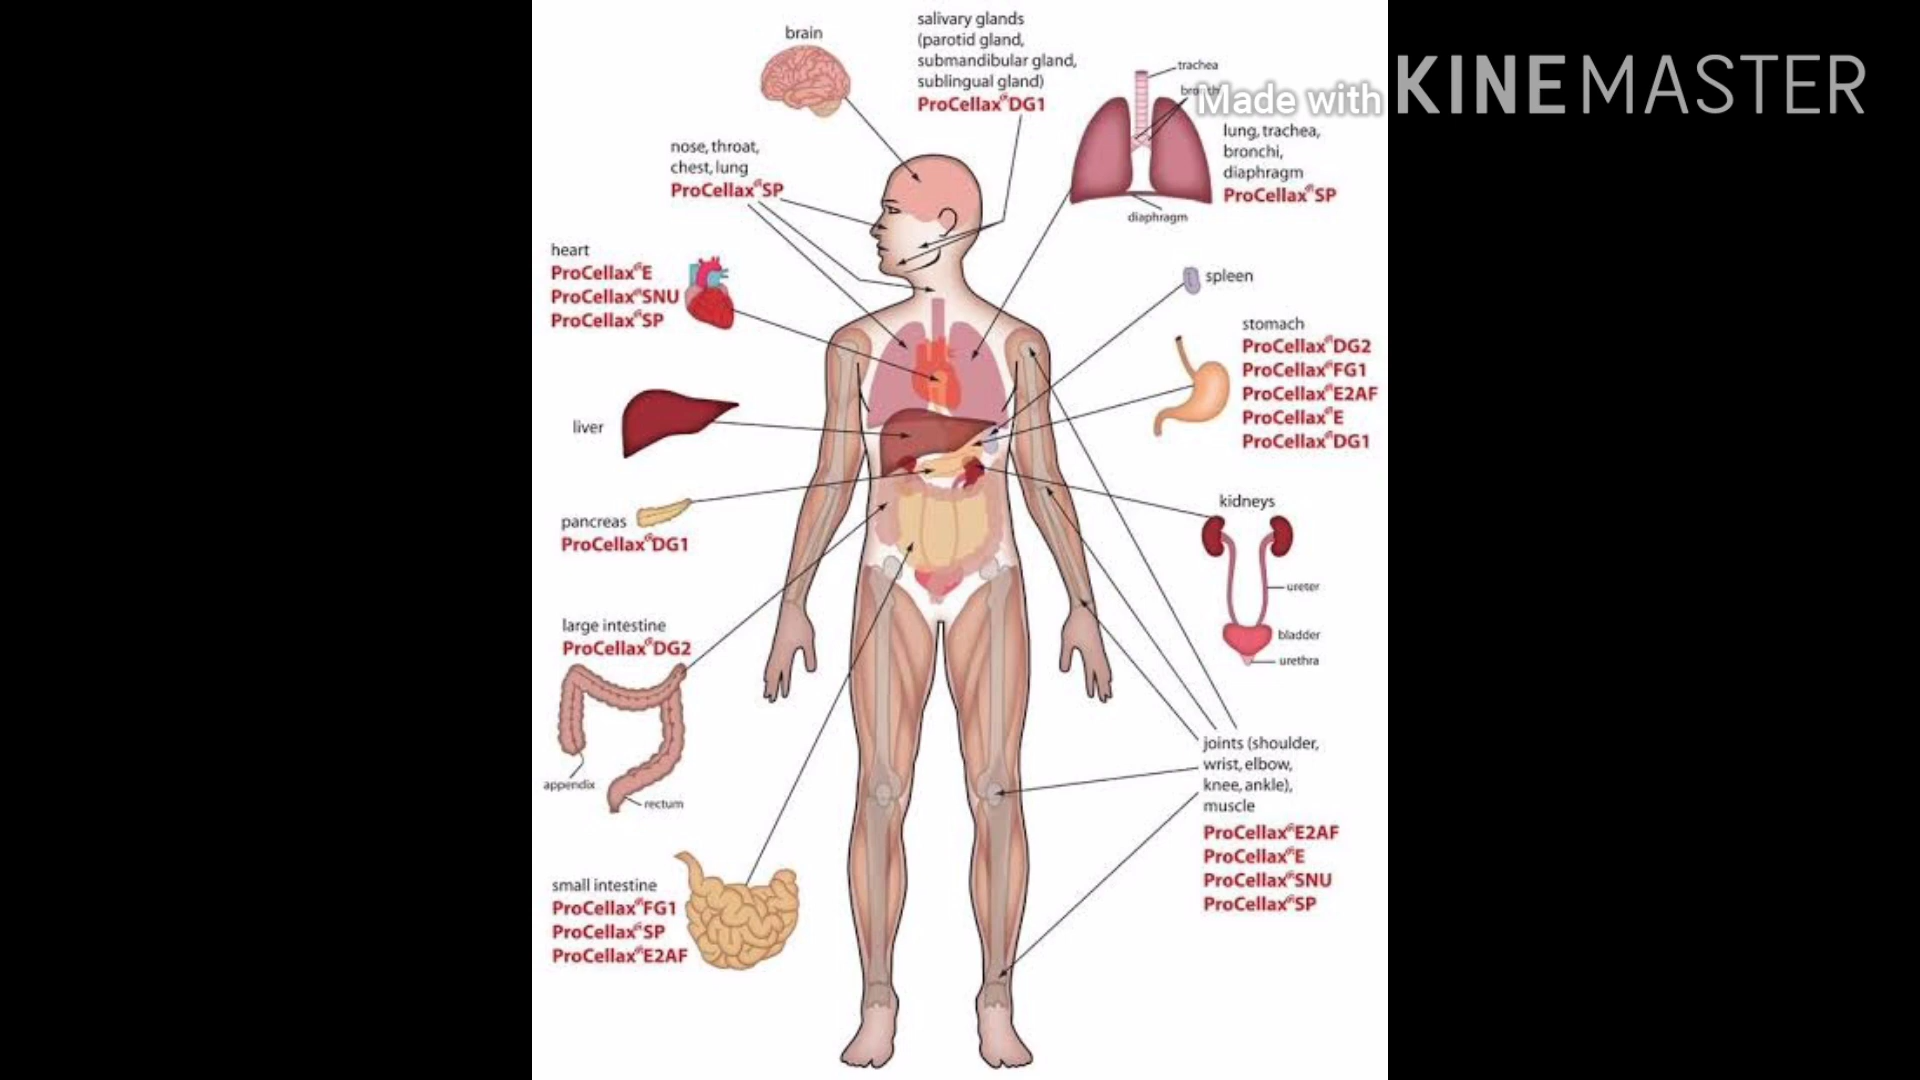 brain
salivary glands
(parotid gland,
submandibular gland,
sublingual gland)
ProCellax®DG1
trachea
Made with KINEMASTER
lung, trachea,
bronchi,
diaphragm
ProCellax®SP
diaphragm
nose, throat,
chest, lung
ProCellax®SP
heart
ProCellax®E
ProCellax®SNU
ProCellax®SP
spleen
stomach
ProCellax®DG2
ProCellax®FG1
ProCellax®E2AF
ProCellax®E
ProCellax®DG1
liver
pancreas
ProCellax®DG1
kidneys
ureter
bladder
urethra
large intestine
ProCellax®DG2
appendix
rectum
joints (shoulder,
wrist, elbow,
knee, ankle),
muscle
ProCellax®E2AF
ProCellax®E
ProCellax®SNU
ProCellax®SP
small intestine
ProCellax®FG1
ProCellax®SP
ProCellax®E2AF